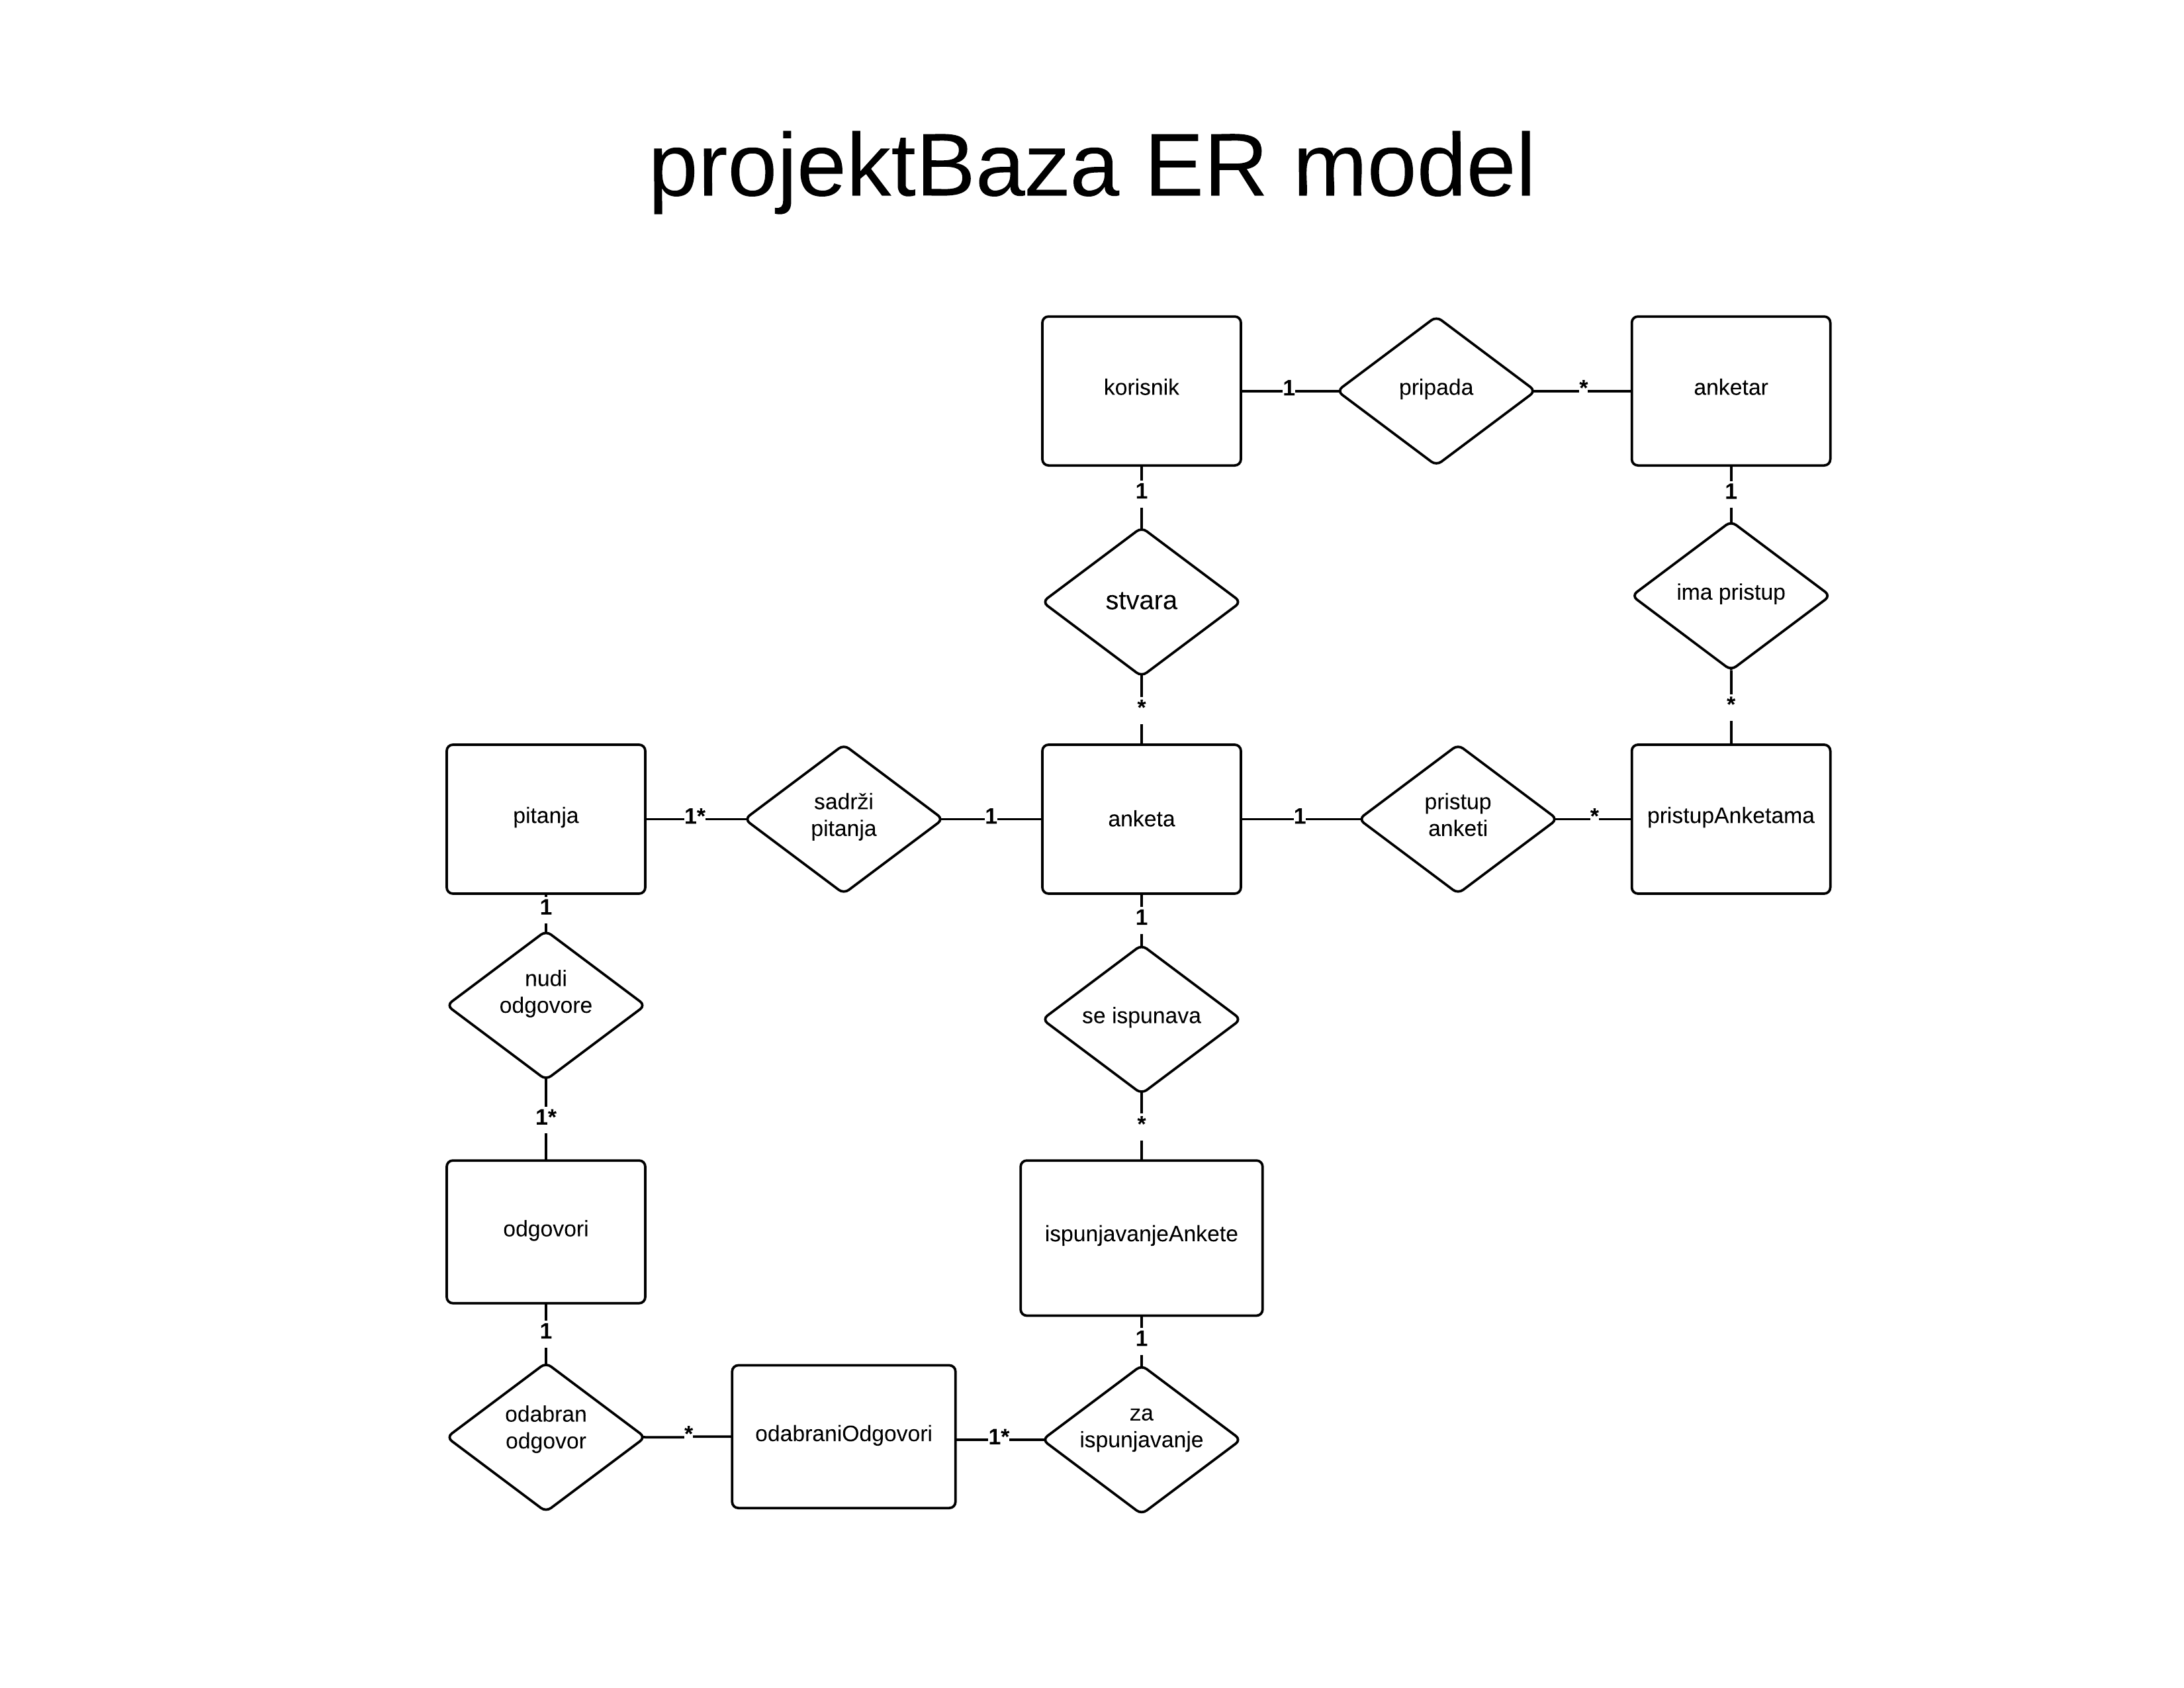 projektBaza ER model
korisnik
1
pripada
*
anketar
1
1
stvara
ima pristup
*
*
pitanja
1*
sadrži
pitanja
1
anketa
1
pristup
anketi
*
pristupAnketama
1
1
nudi
odgovore
se ispunava
1*
*
odgovori
ispunjavanjeAnkete
1
1
odabran
odgovor
*
odabraniOdgovori
1*
za
ispunjavanje